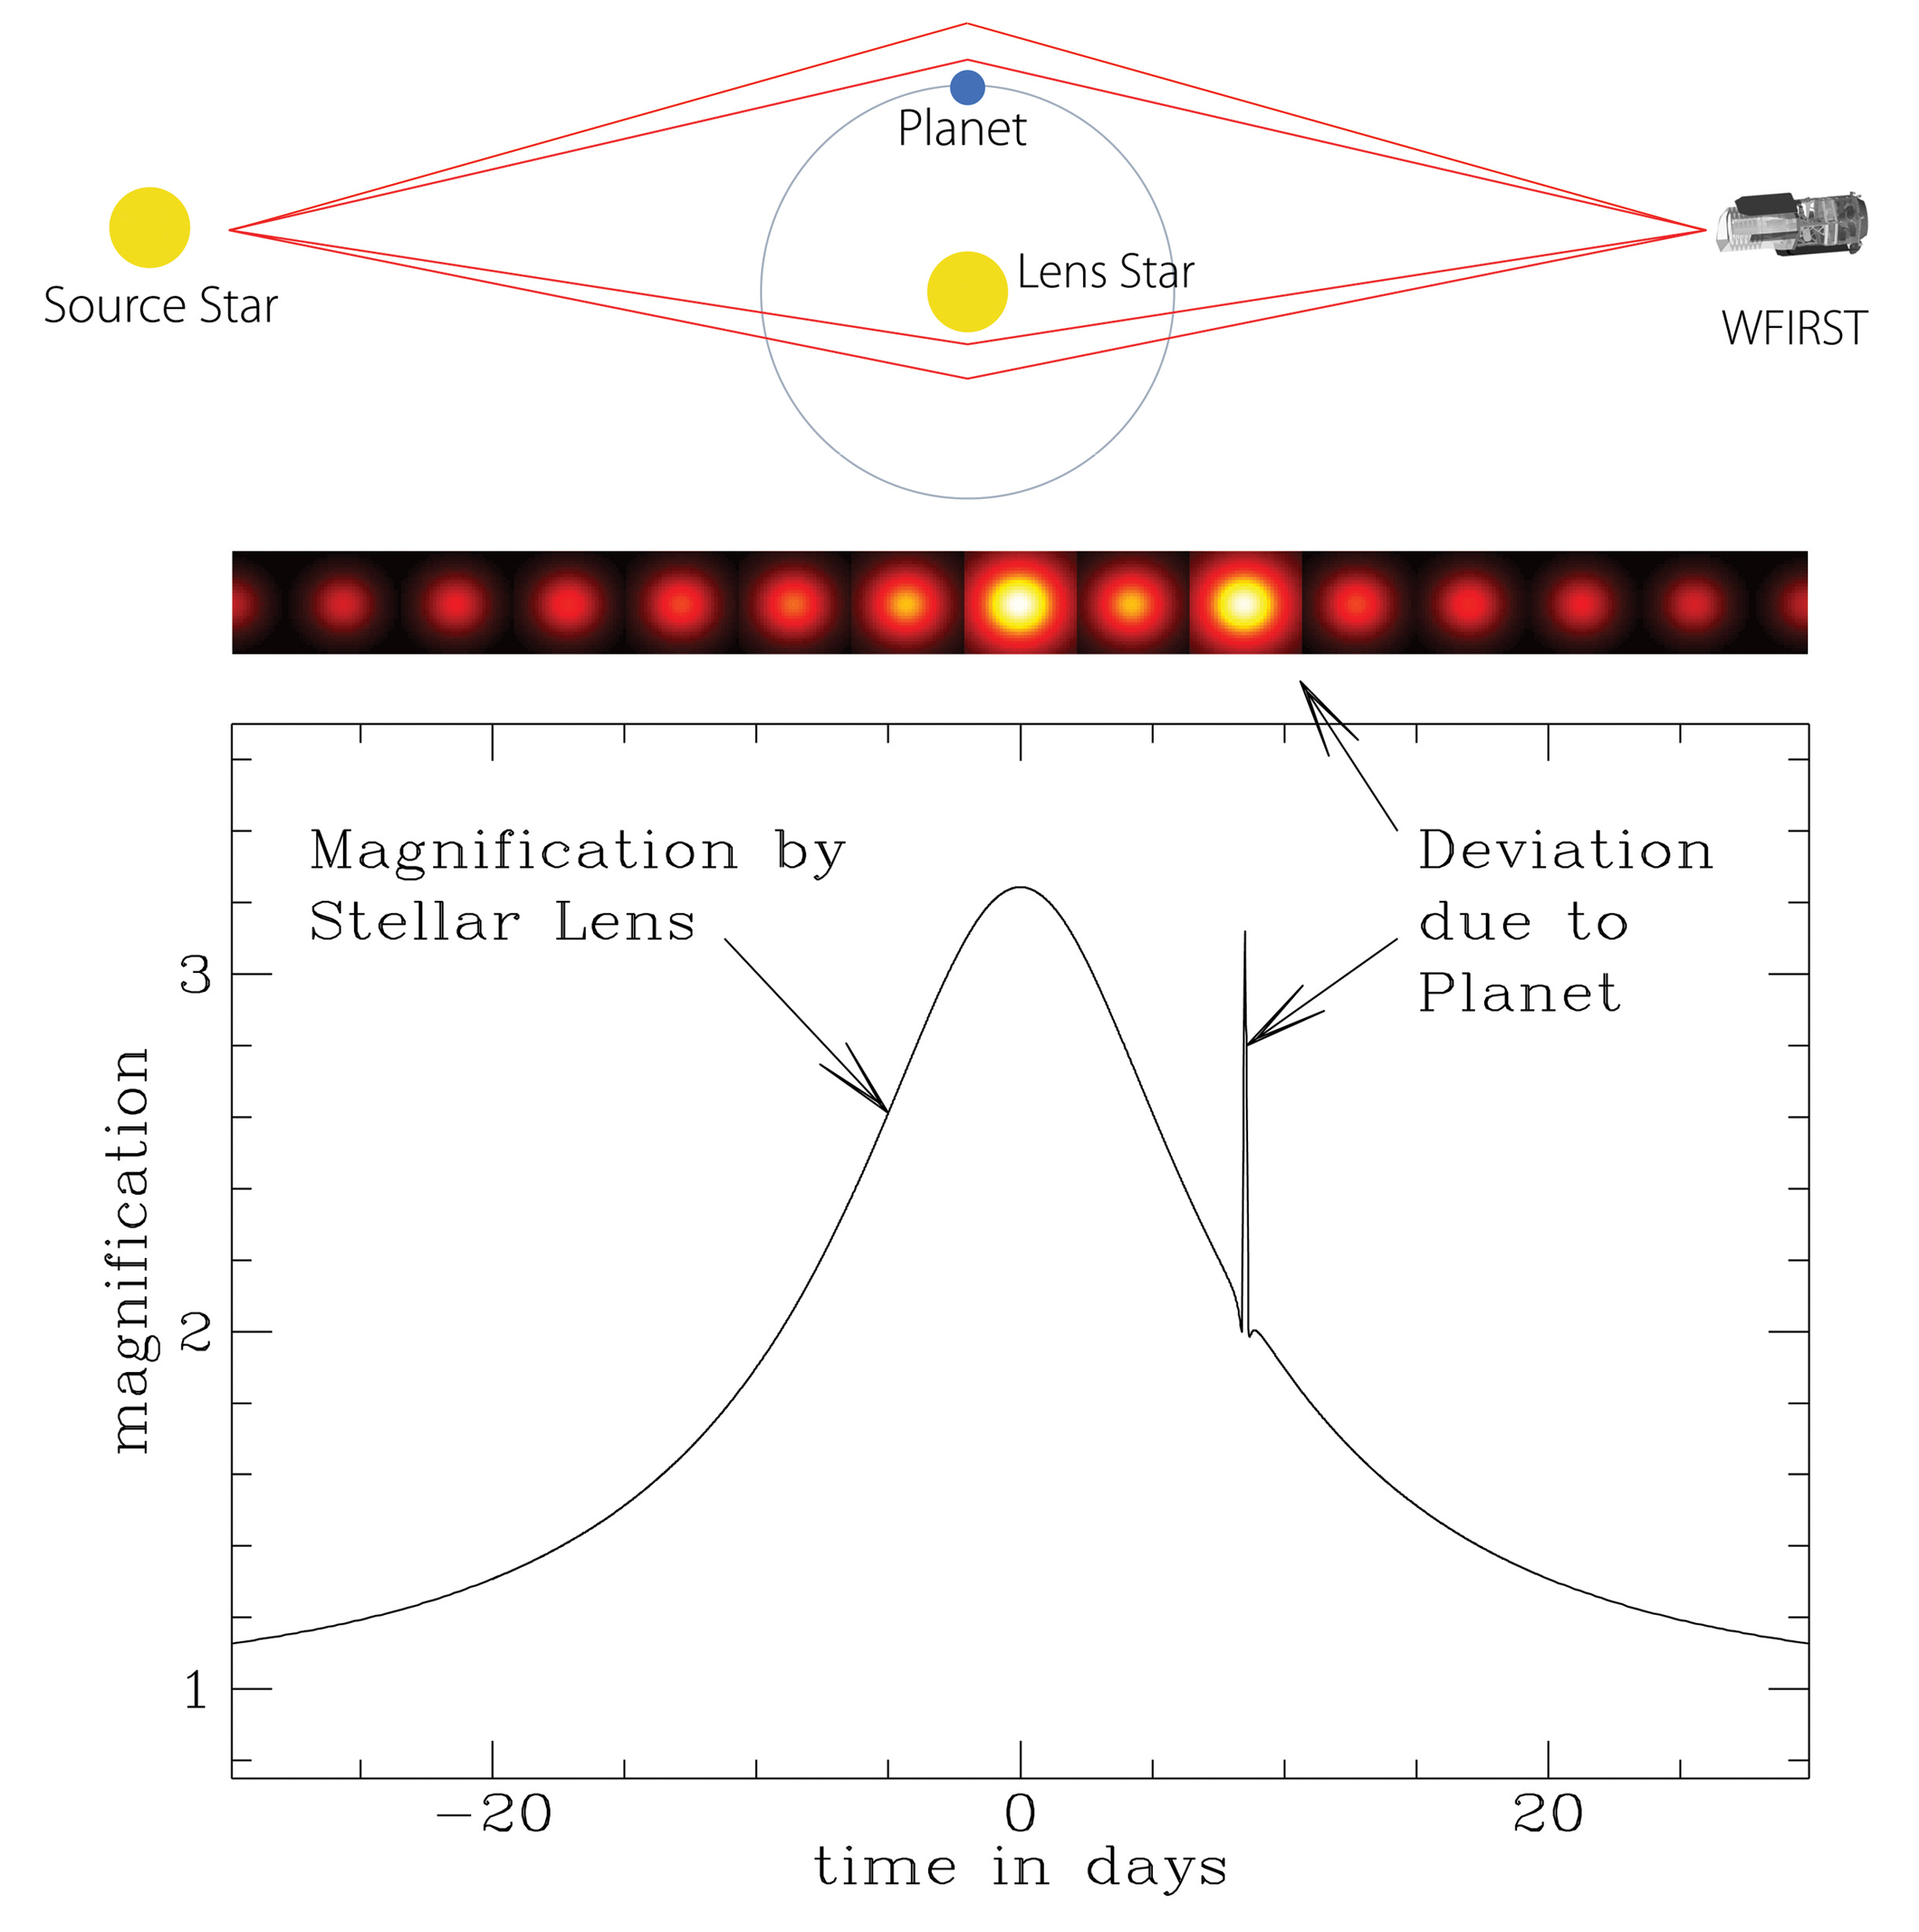 Planet
Lens Star
Source Star
WFIRST
Magnification by
Stellar Lens
Deviation
due to
Planet
3
2
1
magnification
−20
0
20
time in days